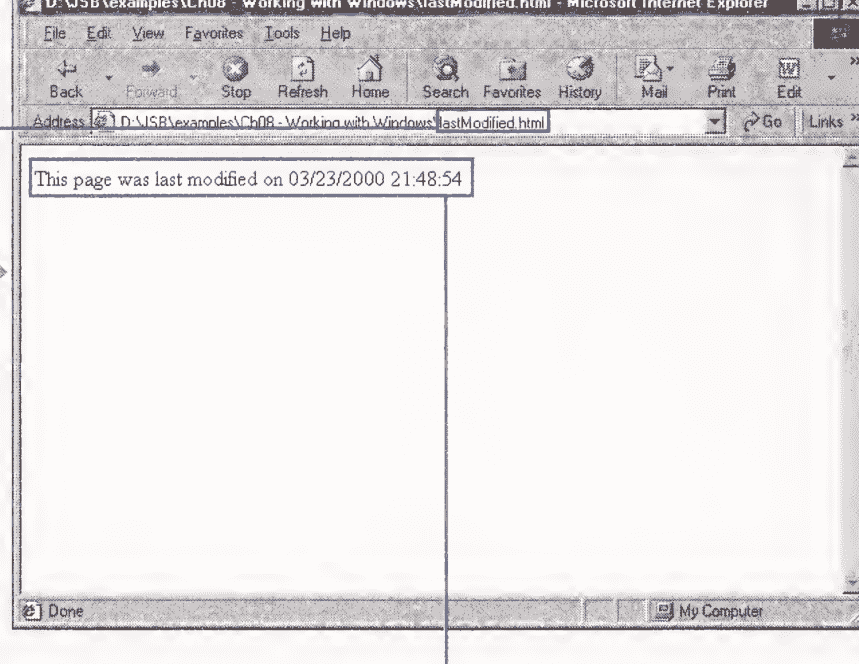 D:\JSB\examples\Ch08 - Working with Windows\lastModified.html - Microsoft Internet Explorer
File Edit View Favorites Tools Help
Back Forward Stop Refresh Home Search Favorites History Mail Print Edit
Address D:\JSB\examples\Ch08 - Working with Windows\lastModified.html Go Links »
This page was last modified on 03/23/2000 21:48:54
Done My Computer